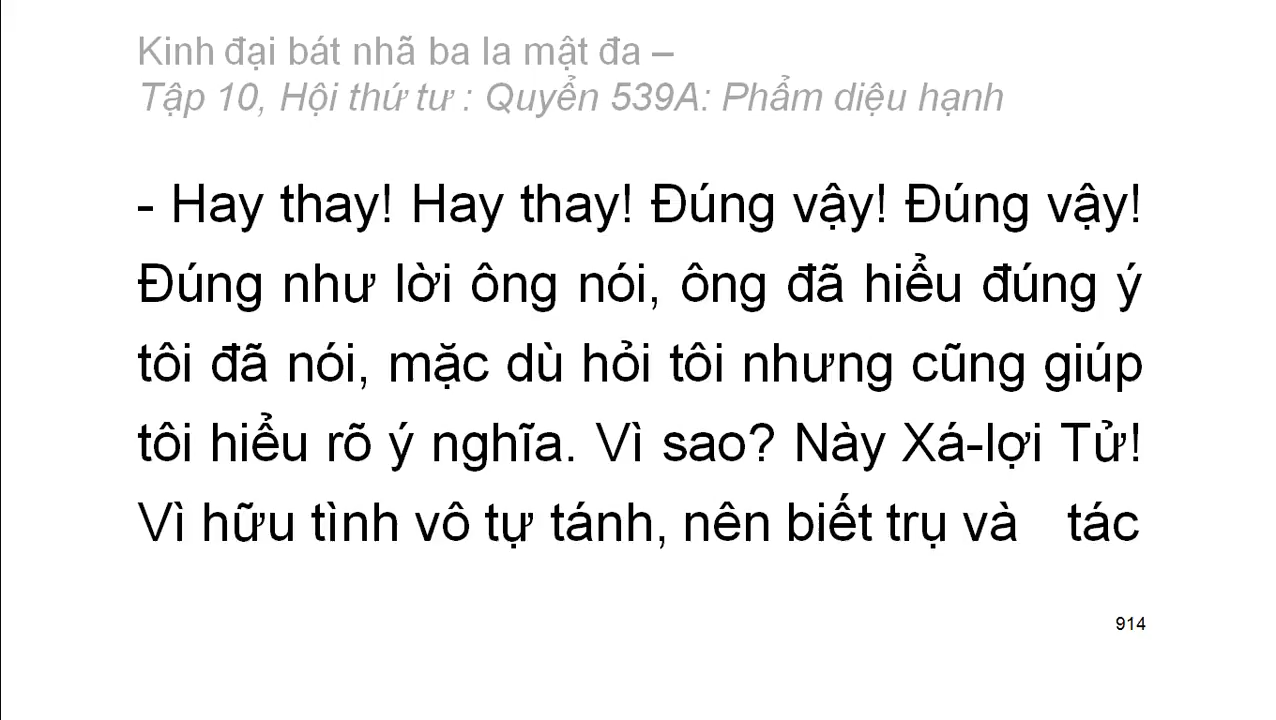 Kinh đại bát nhã ba la mật đa –
Tập 10, Hội thứ tư : Quyển 539A: Phẩm diệu hạnh
- Hay thay! Hay thay! Đúng vậy! Đúng vậy!
Đúng như lời ông nói, ông đã hiểu đúng ý
tôi đã nói, mặc dù hỏi tôi nhưng cũng giúp
tôi hiểu rõ ý nghĩa. Vì sao? Này Xá-lợi Tử!
Vì hữu tình vô tự tánh, nên biết trụ và tác
914